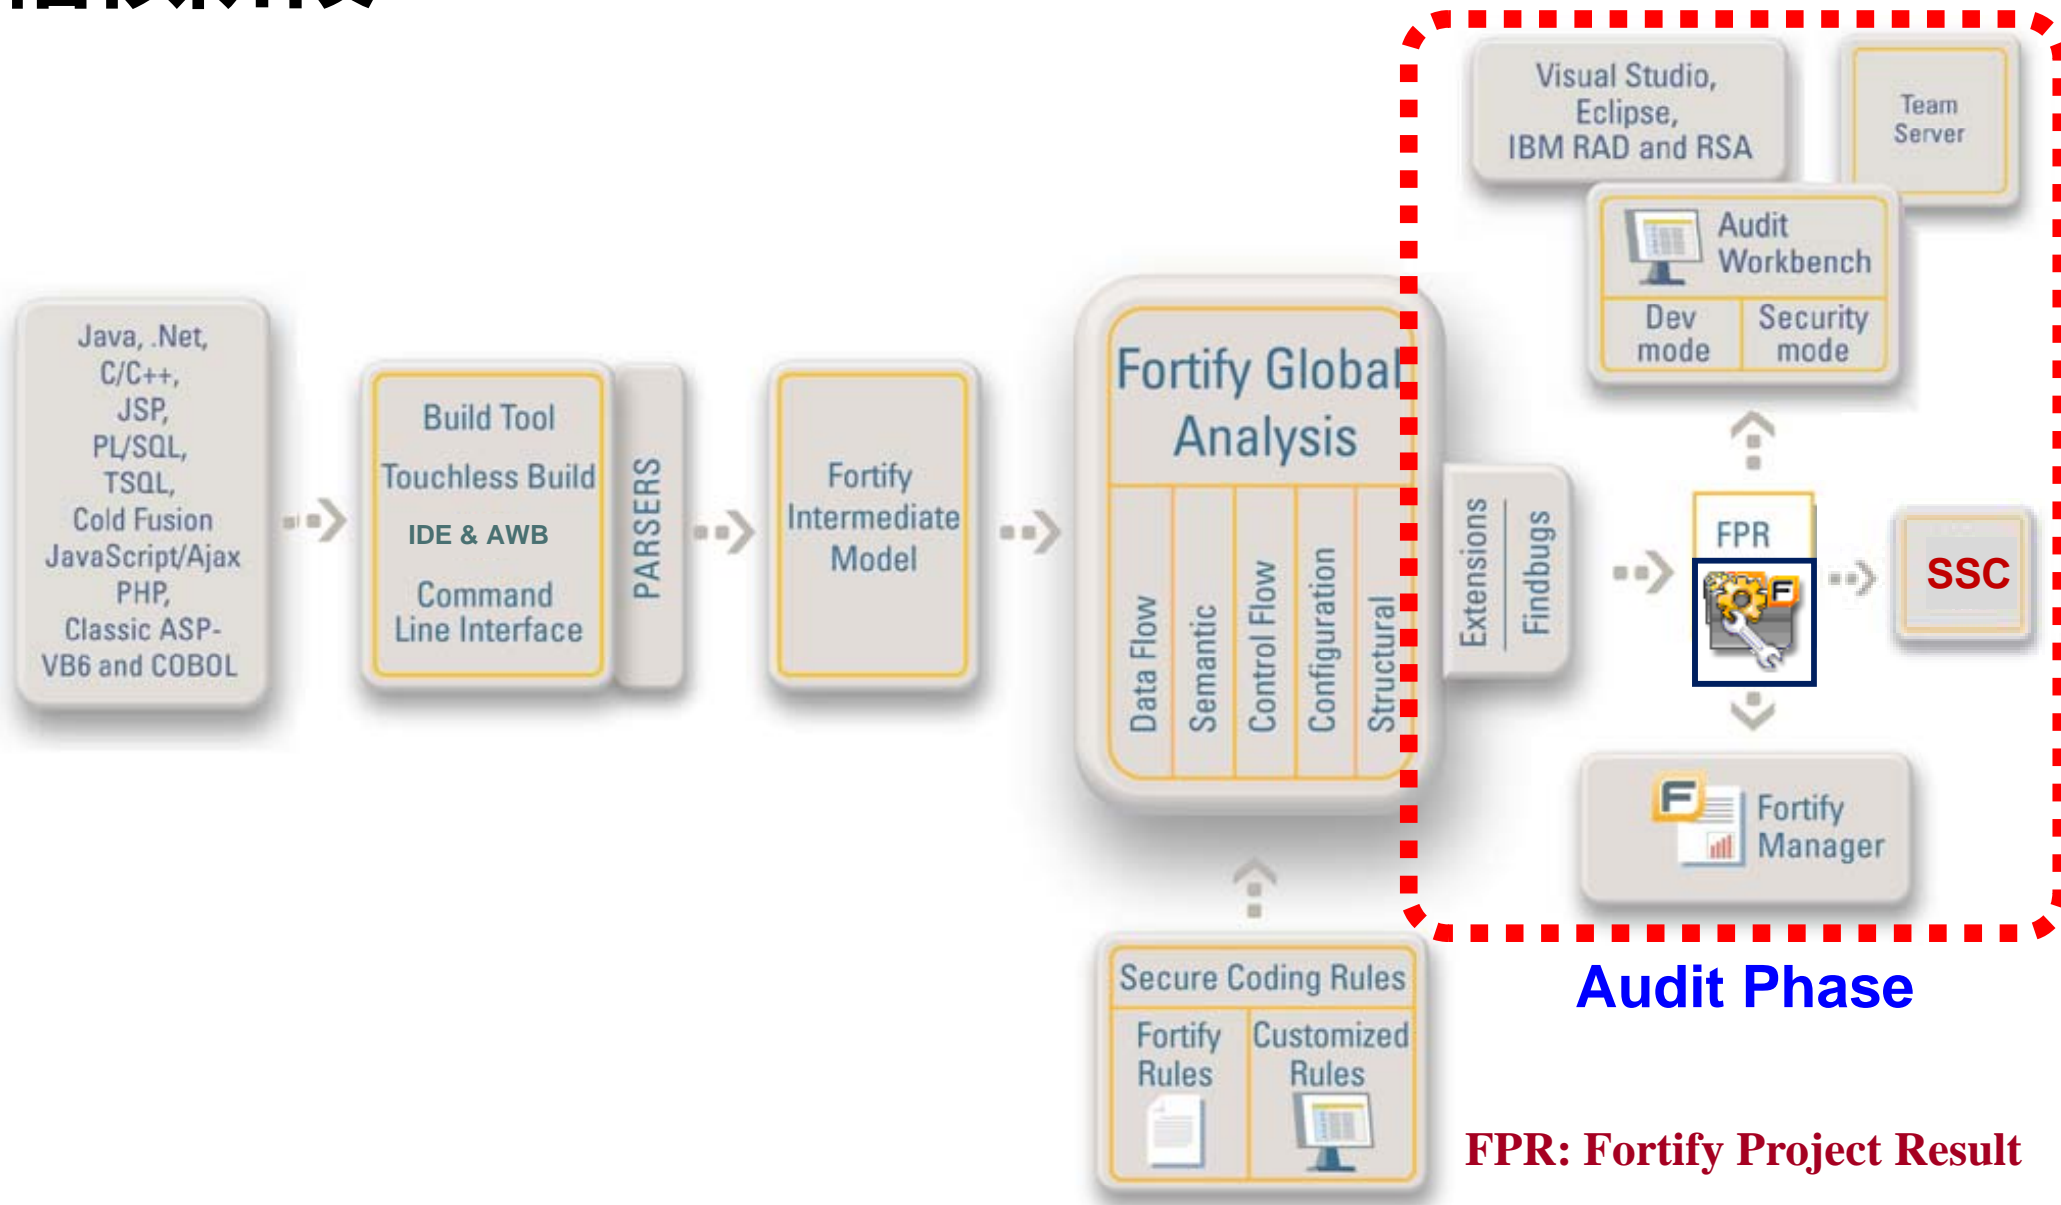 Java, .Net,
C/C++,
JSP,
PL/SQL,
TSQL,
Cold Fusion
JavaScript/Ajax
PHP,
Classic ASP-
VB6 and COBOL
Build Tool
Touchless Build
IDE & AWB
Command
Line Interface
PARSERS
Fortify
Intermediate
Model
Fortify Global
Analysis
Data Flow
Semantic
Control Flow
Configuration
Structural
Extensions
Findbugs
Secure Coding Rules
Fortify
Rules
Customized
Rules
Visual Studio,
Eclipse,
IBM RAD and RSA
Team
Server
Audit
Workbench
Dev
mode
Security
mode
FPR
F
SSC
F
Fortify
Manager
Audit Phase
FPR: Fortify Project Result